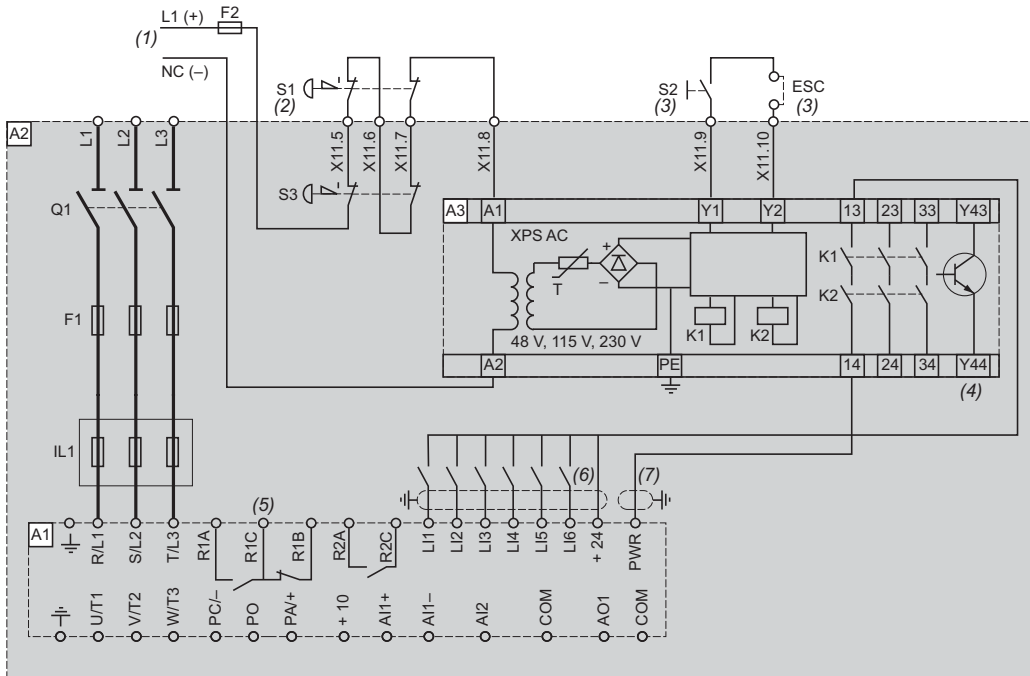 L1 (+)
F2
(1)
NC (–)
S1
(2)
S2
(3)
ESC
(3)
A2
L1
L2
L3
X11.5
X11.6
X11.7
X11.8
X11.9
X11.10
Q1
S3
A3
A1
Y1
Y2
13
23
33
Y43
XPS AC
+
–
T
K1
K2
F1
48 V, 115 V, 230 V
K1
K2
A2
PE
14
24
34
Y44
(4)
IL1
(5)
(6)
(7)
A1
R/L1
S/L2
T/L3
R1A
R1C
R1B
R2A
R2C
LI1
LI2
LI3
LI4
LI5
LI6
+ 24
PWR
U/T1
V/T2
W/T3
PC/–
PO
PA/+
+ 10
AI1+
AI1–
AI2
COM
AO1
COM